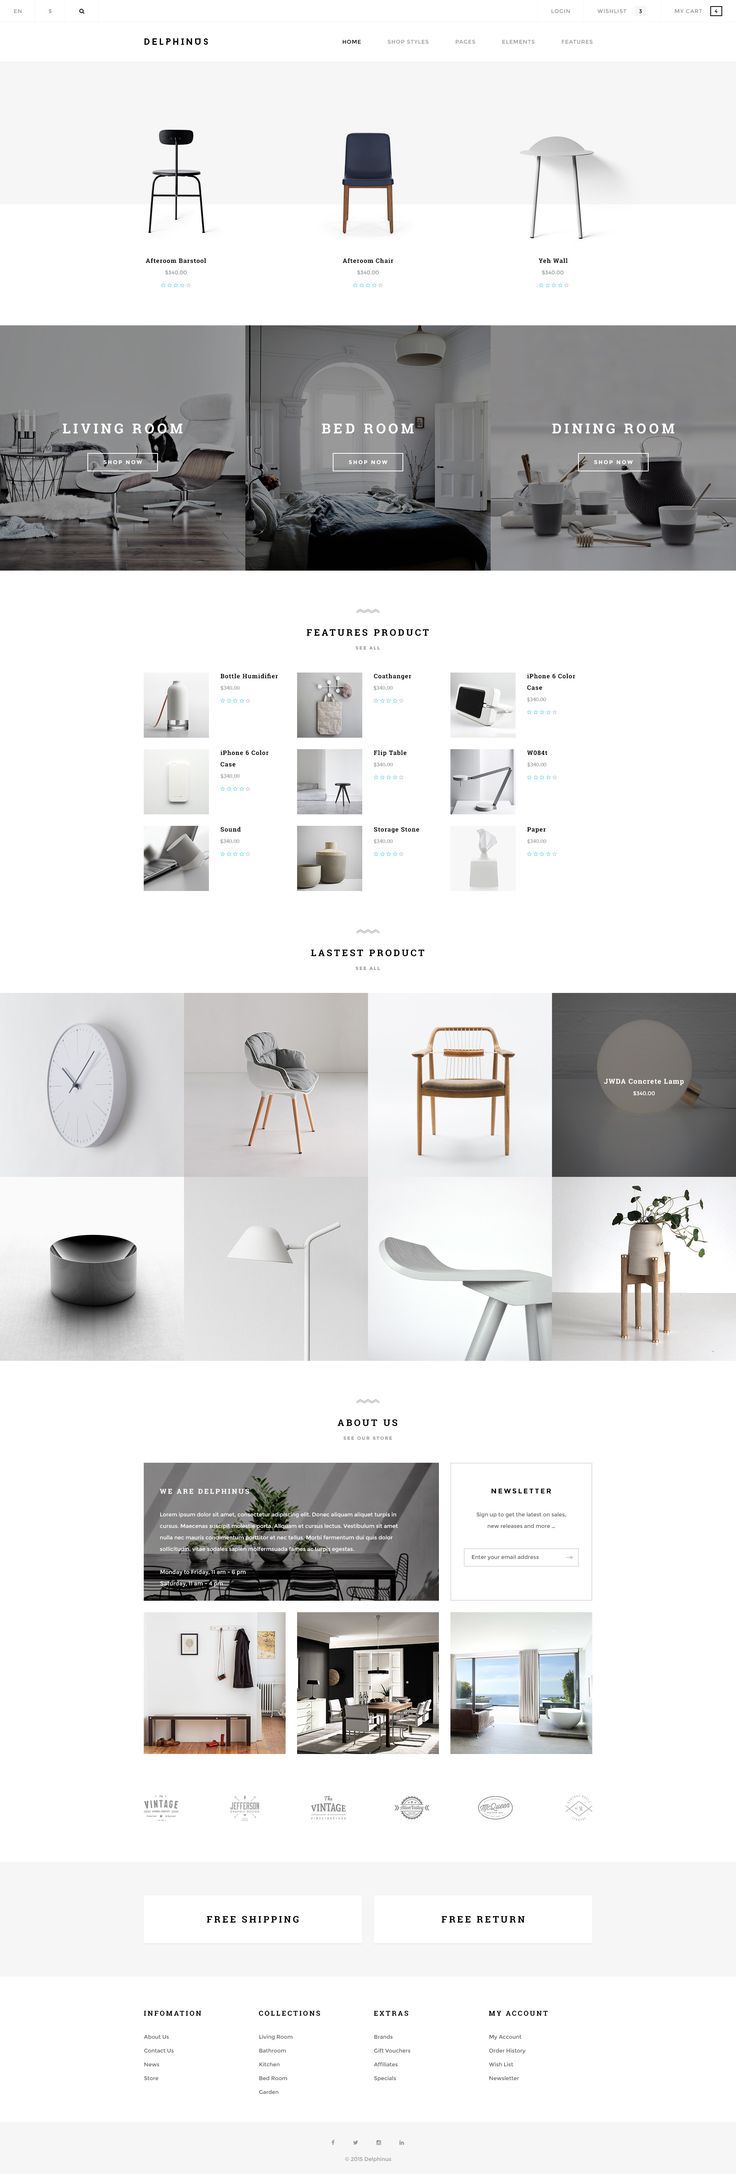 EN $ LOGIN WISHLIST 3 MY CART 4
DELPHINUS HOME SHOP STYLES PAGES ELEMENTS FEATURES
Afteroom Barstool
$340.00
Afteroom Chair
$340.00
Yeh Wall
$340.00
LIVING ROOM
SHOP NOW
BED ROOM
SHOP NOW
DINING ROOM
SHOP NOW
FEATURES PRODUCT
SEE ALL
Bottle Humidifier
$340.00
Coathanger
$340.00
iPhone 6 Color
Case
$340.00
iPhone 6 Color
Case
$340.00
Flip Table
$340.00
W084t
$340.00
Sound
$340.00
Storage Stone
$340.00
Paper
$340.00
LASTEST PRODUCT
SEE ALL
JWDA Concrete Lamp
$340.00
ABOUT US
SEE OUR STORE
WE ARE DELPHINUS
Lorem ipsum dolor sit amet, consectetur adipiscing elit. Donec aliquam aliquet turpis in
cursus. Maecenas suscipit molestie porta. Aliquam et cursus lectus. Vestibulum sit amet
nulla nec mauris condimentum porttitor et nec tellus. Morbi fermentum dui quis dolor
sollicitudin, vitae sodales sapien
fames ac turpis egestas.
Monday to Friday, 11 am - 6 pm
Saturday, 11 am - 4 pm
NEWSLETTER
Sign up to get the latest on sales,
new releases and more ...
Enter your email address
VINTAGE
JEFFERSON
The
VINTAGE
McQueen
FREE SHIPPING
FREE RETURN
INFOMATION
About Us
Contact Us
News
Store
COLLECTIONS
Living Room
Bathroom
Kitchen
Bed Room
Garden
EXTRAS
Brands
Gift Vouchers
Affiliates
Specials
MY ACCOUNT
My Account
Order History
Wish List
Newsletter
© 2015 Delphinus